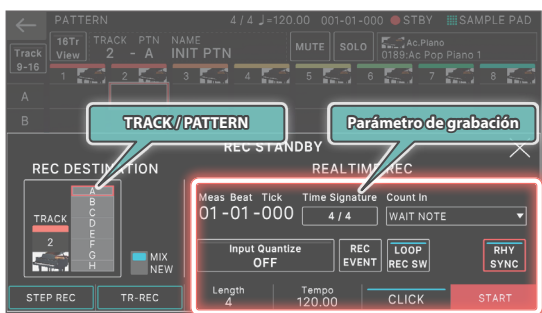 PATTERN 4 / 4 ♩=120.00 001-01-000 STBY SAMPLE PAD
Track 9-16
16Tr View
TRACK PTN NAME
2 - A INIT PTN
MUTE SOLO
Ac.Piano
0189:Ac Pop Piano 1
1 2 3 4 5 6 7 8
A
B
TRACK / PATTERN
Parámetro de grabación
REC STANDBY
REC DESTINATION
REALTIME REC
TRACK
2
A
B
C
D
E
F
G
H
MIX
NEW
STEP REC
TR-REC
Meas Beat Tick Time Signature Count In
01-01-000 4 / 4 WAIT NOTE
Input Quantize
OFF
REC EVENT
LOOP REC SW
RHY SYNC
Length
4
Tempo
120.00
CLICK
START